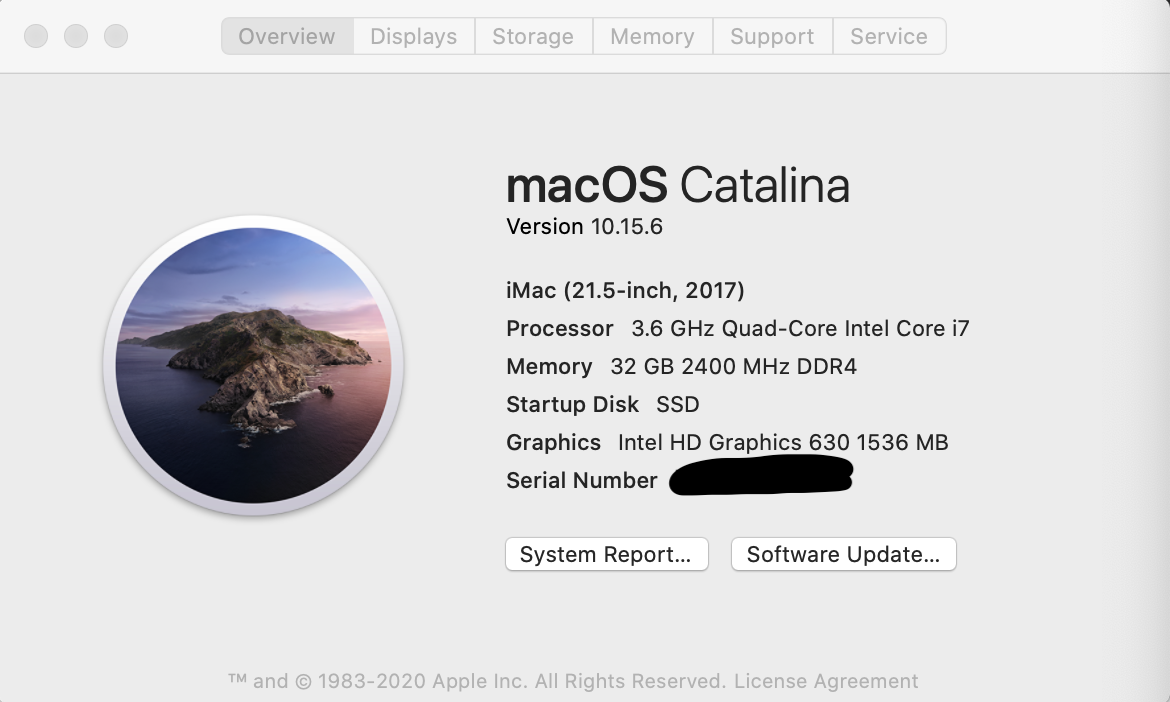 Overview Displays Storage Memory Support Service
macOS Catalina
Version 10.15.6
iMac (21.5-inch, 2017)
Processor 3.6 GHz Quad-Core Intel Core i7
Memory 32 GB 2400 MHz DDR4
Startup Disk SSD
Graphics Intel HD Graphics 630 1536 MB
Serial Number
System Report... Software Update...
™ and © 1983-2020 Apple Inc. All Rights Reserved. License Agreement